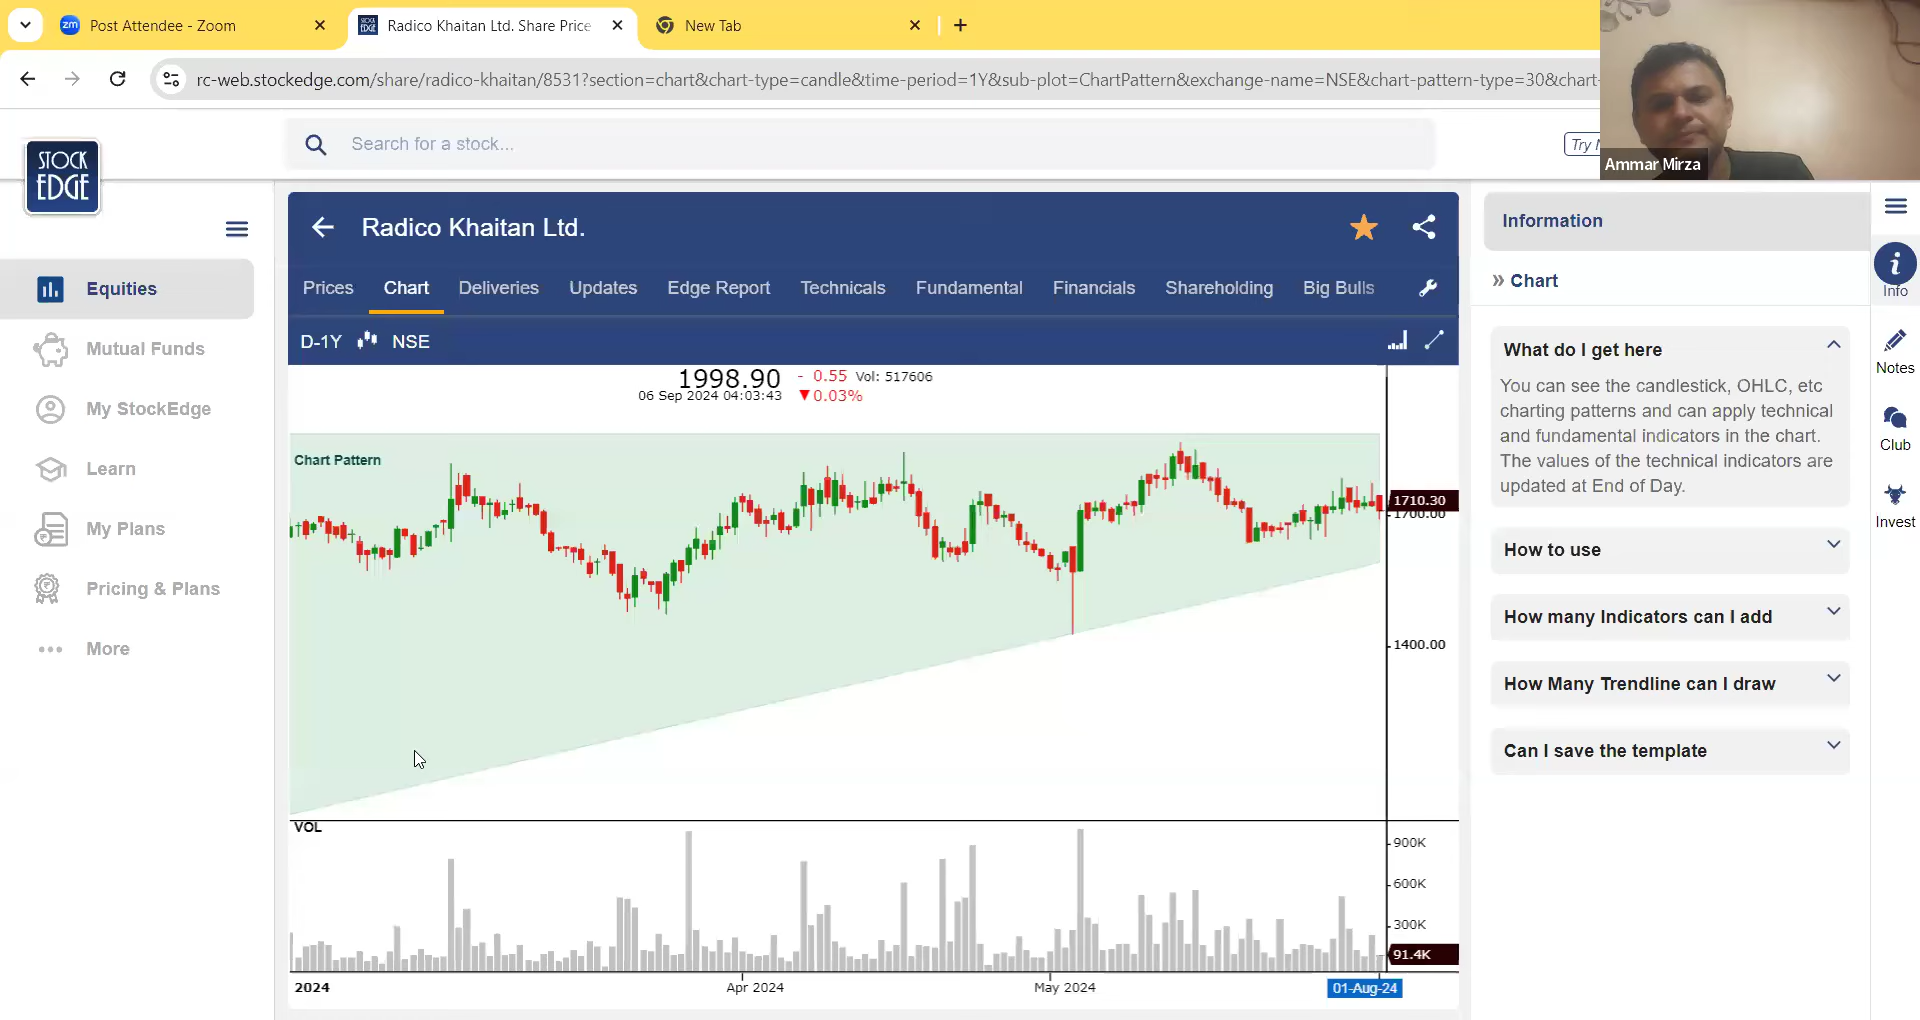 Post Attendee - Zoom
Radico Khaitan Ltd. Share Price
New Tab
rc-web.stockedge.com/share/radico-khaitan/8531?section=chart&chart-type=candle&time-period=1Y&sub-plot=ChartPattern&exchange-name=NSE&chart-pattern-type=30&chart-
STOCK
EDGE
Search for a stock...
Try
Ammar Mirza
Equities
Mutual Funds
My StockEdge
Learn
My Plans
Pricing & Plans
More
Radico Khaitan Ltd.
Prices Chart Deliveries Updates Edge Report Technicals Fundamental Financials Shareholding Big Bulls
D-1Y NSE
1998.90 - 0.55 Vol: 517606
06 Sep 2024 04:03:43 ▼0.03%
Chart Pattern
1710.30
1700.00
1400.00
VOL
900K
600K
300K
91.4K
2024 Apr 2024 May 2024 01-Aug-24
Information
» Chart
What do I get here
You can see the candlestick, OHLC, etc
charting patterns and can apply technical
and fundamental indicators in the chart.
The values of the technical indicators are
updated at End of Day.
How to use
How many Indicators can I add
How Many Trendline can I draw
Can I save the template
Info
Notes
Club
Invest